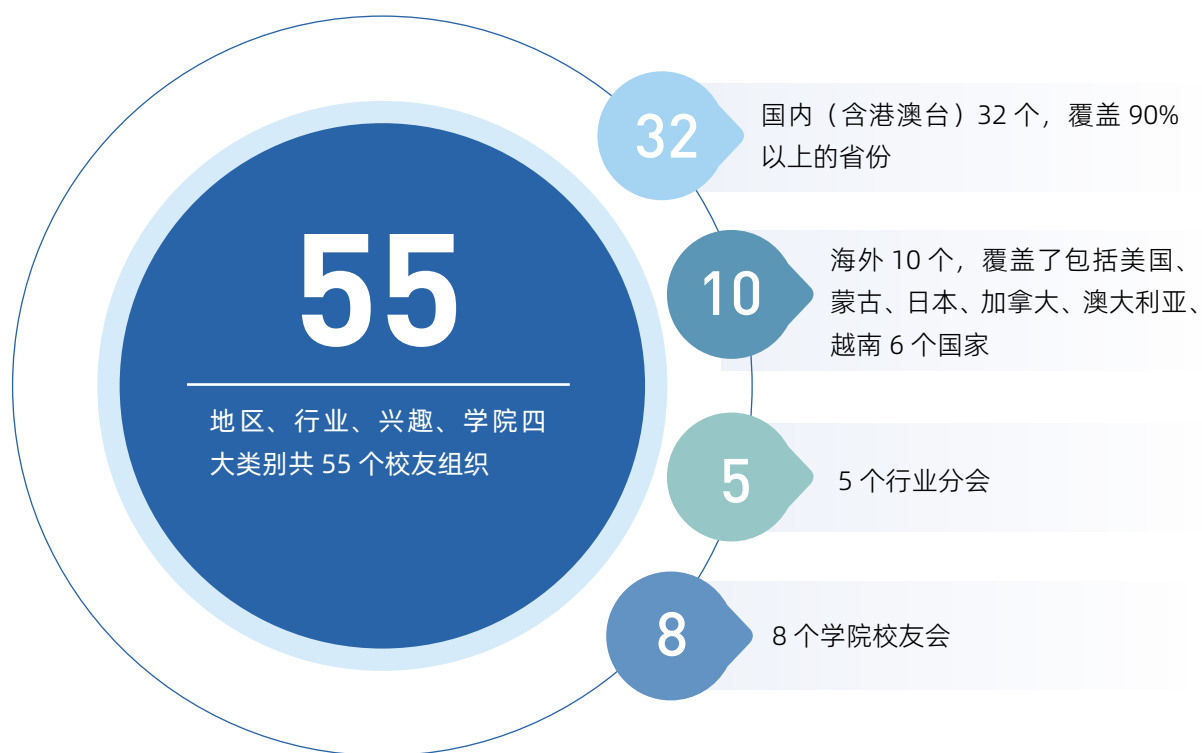 55
地区、行业、兴趣、学院四
大类别共 55 个校友组织
32
国内（含港澳台）32 个，覆盖 90%
以上的省份
10
海外 10 个，覆盖了包括美国、
蒙古、日本、加拿大、澳大利亚、
越南 6 个国家
5
5 个行业分会
8
8 个学院校友会